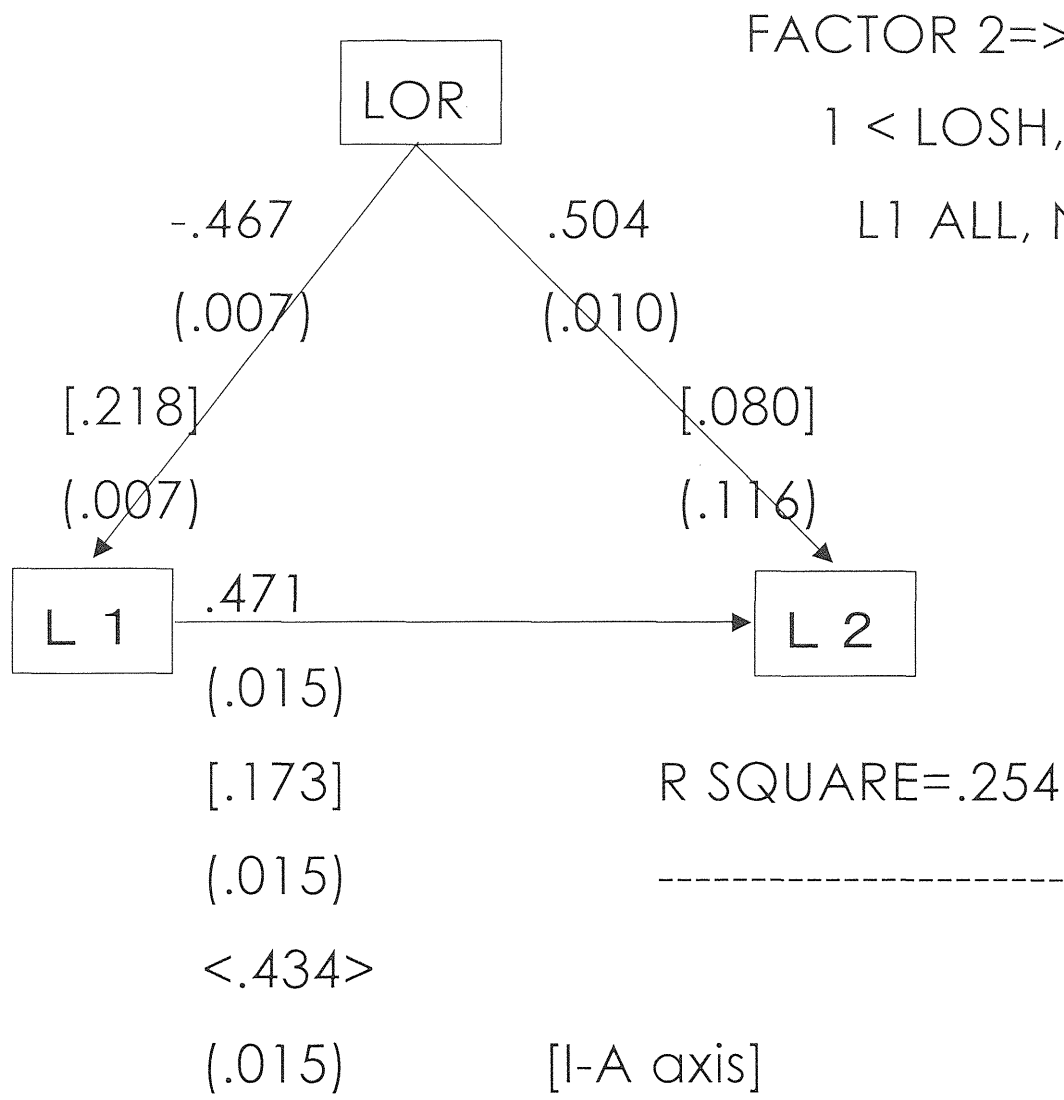 FACTOR 2=>
LOR
1 < LOSH,
-.467 .504 L1 ALL,
(.007) (.010)
[.218] [.080]
(.007) (.116)
L 1 .471 L 2
(.015)
[.173] R SQUARE=.254
(.015) ----------------------
<.434>
(.015) [I-A axis]